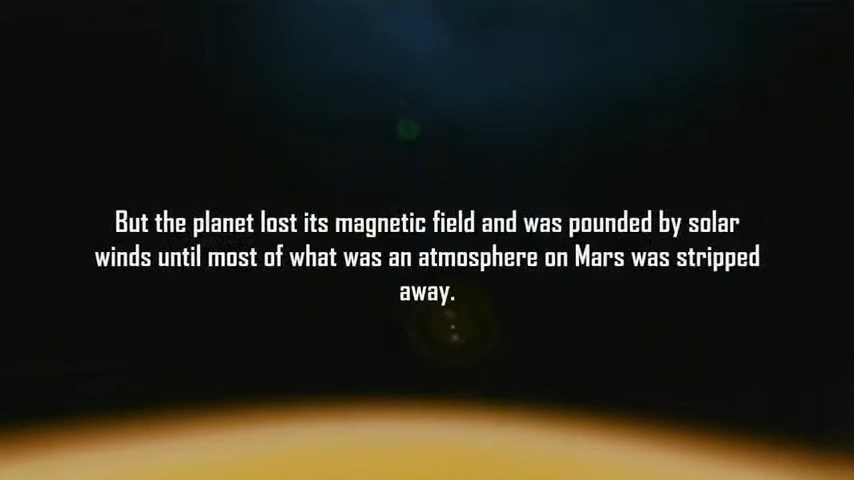 But the planet lost its magnetic field and was pounded by solar
winds until most of what was an atmosphere on Mars was stripped
away.